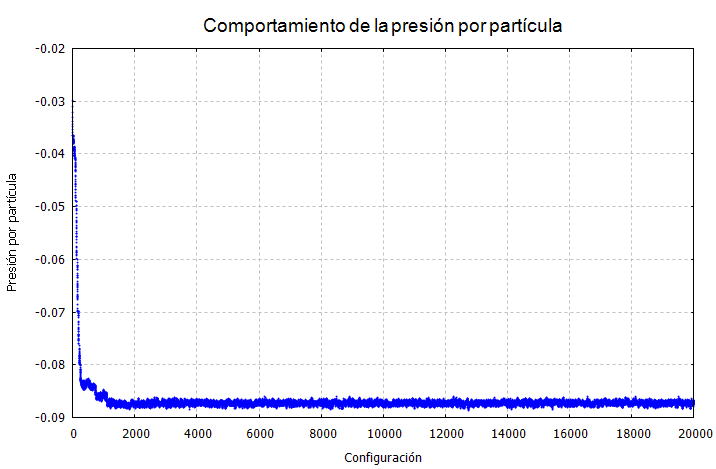 Comportamiento de la presión por partícula
-0.02
-0.03
-0.04
-0.05
-0.06
-0.07
-0.08
-0.09
Presión por partícula
0 2000 4000 6000 8000 10000 12000 14000 16000 18000 20000
Configuración